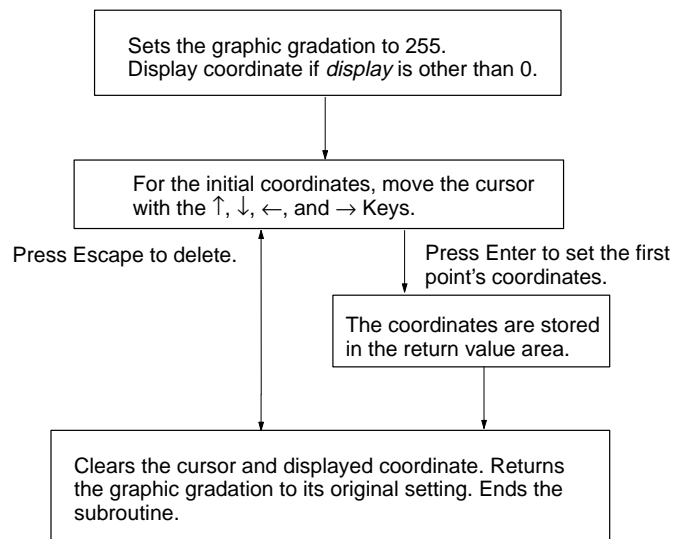 Sets the graphic gradation to 255.
Display coordinate if display is other than 0.
For the initial coordinates, move the cursor
with the ↑, ↓, ←, and → Keys.
Press Escape to delete.
Press Enter to set the first
point's coordinates.
The coordinates are stored
in the return value area.
Clears the cursor and displayed coordinate. Returns
the graphic gradation to its original setting. Ends the
subroutine.